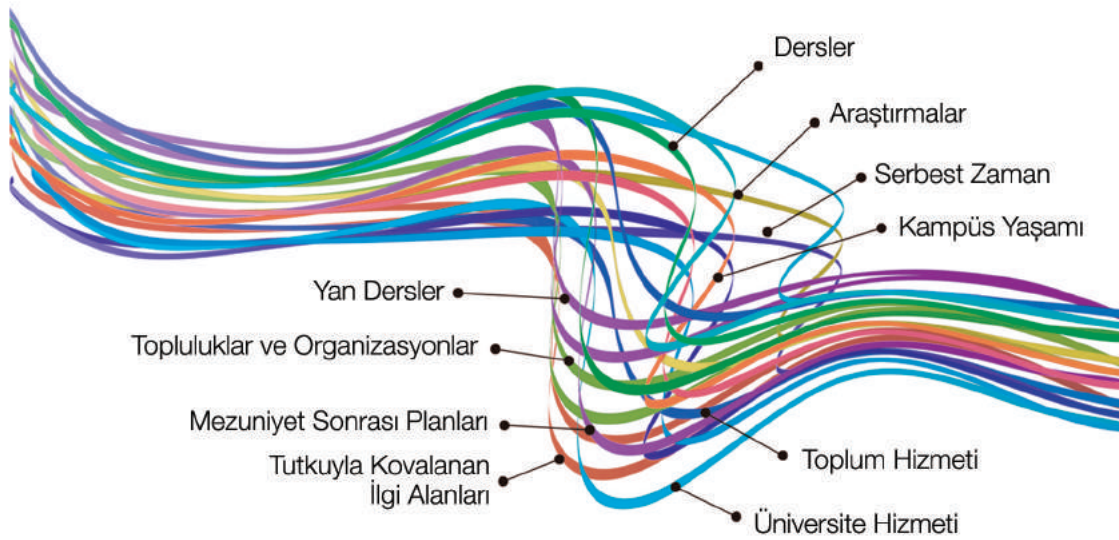 Dersler
Araştırmalar
Serbest Zaman
Kampüs Yaşamı
Yan Dersler
Topluluklar ve Organizasyonlar
Mezuniyet Sonrası Planları
Tutkuyla Kovalanan
İlgi Alanları
Toplum Hizmeti
Üniversite Hizmeti